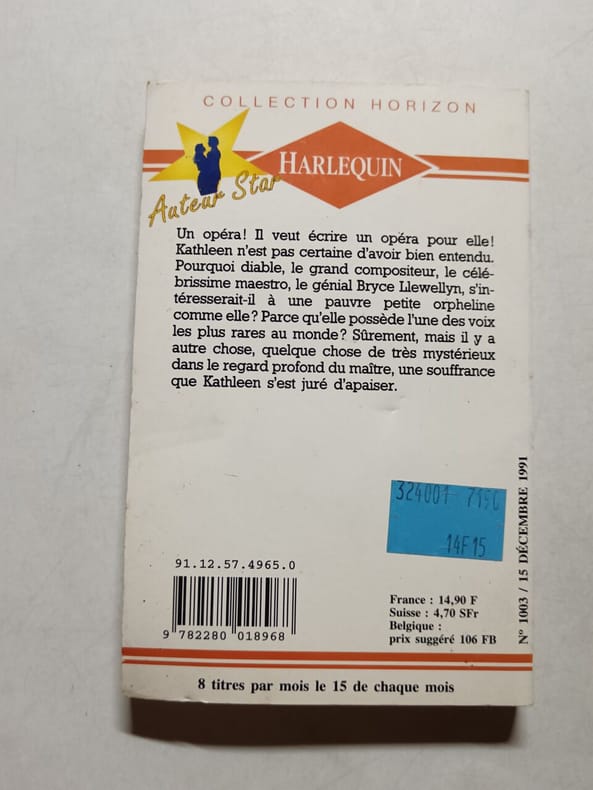 COLLECTION HORIZON
HARLEQUIN
Auteur Star
Un opéra! Il veut écrire un opéra pour elle!
Kathleen n'est pas certaine d'avoir bien entendu.
Pourquoi diable, le grand compositeur, le célé-
brissime maestro, le génial Bryce Llewellyn, s'in-
téresserait-il à une pauvre petite orpheline
comme elle? Parce qu'elle possède l'une des voix
les plus rares au monde? Sûrement, mais il y a
autre chose, quelque chose de très mystérieux
dans le regard profond du maître, une souffrance
que Kathleen s'est juré d'apaiser.
324001
14F15
91.12.57.4965.0
9 782280 018968
France : 14,90 F
Suisse : 4,70 SFr
Belgique :
prix suggéré 106 FB
N° 1003 / 15 DÉCEMBRE 1991
8 titres par mois le 15 de chaque mois